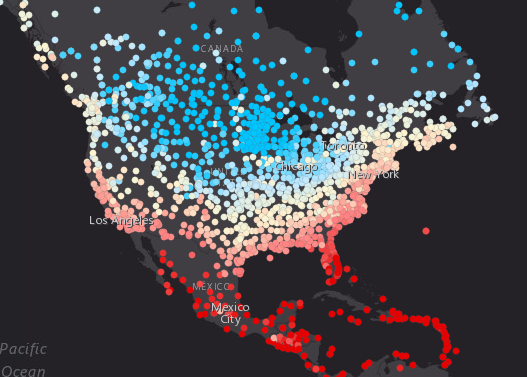 CANADA
Toronto
Chicago
New York
Los Angeles
MEXICO
Mexico
City
Pacific
Ocean